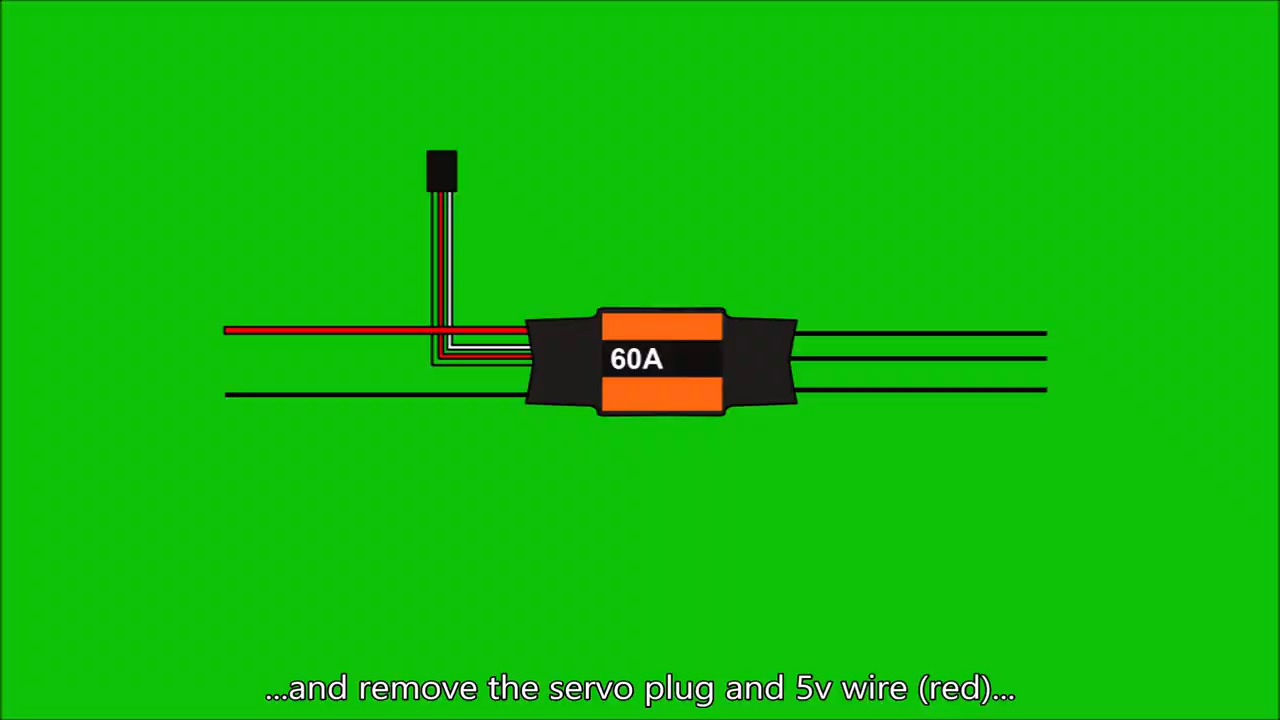 60A
...and remove the servo plug and 5v wire (red)...